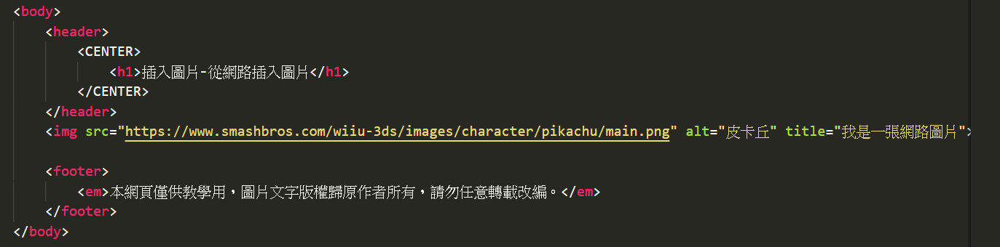 <body>
<header>
<CENTER>
<h1>插入圖片-從網路插入圖片</h1>
</CENTER>
</header>
<img src="https://www.smashbros.com/wiiu-3ds/images/character/pikachu/main.png" alt="皮卡丘" title="我是一張網路圖片">
<footer>
<em>本網頁僅供教學用，圖片文字版權歸原作者所有，請勿任意轉載改編。</em>
</footer>
</body>